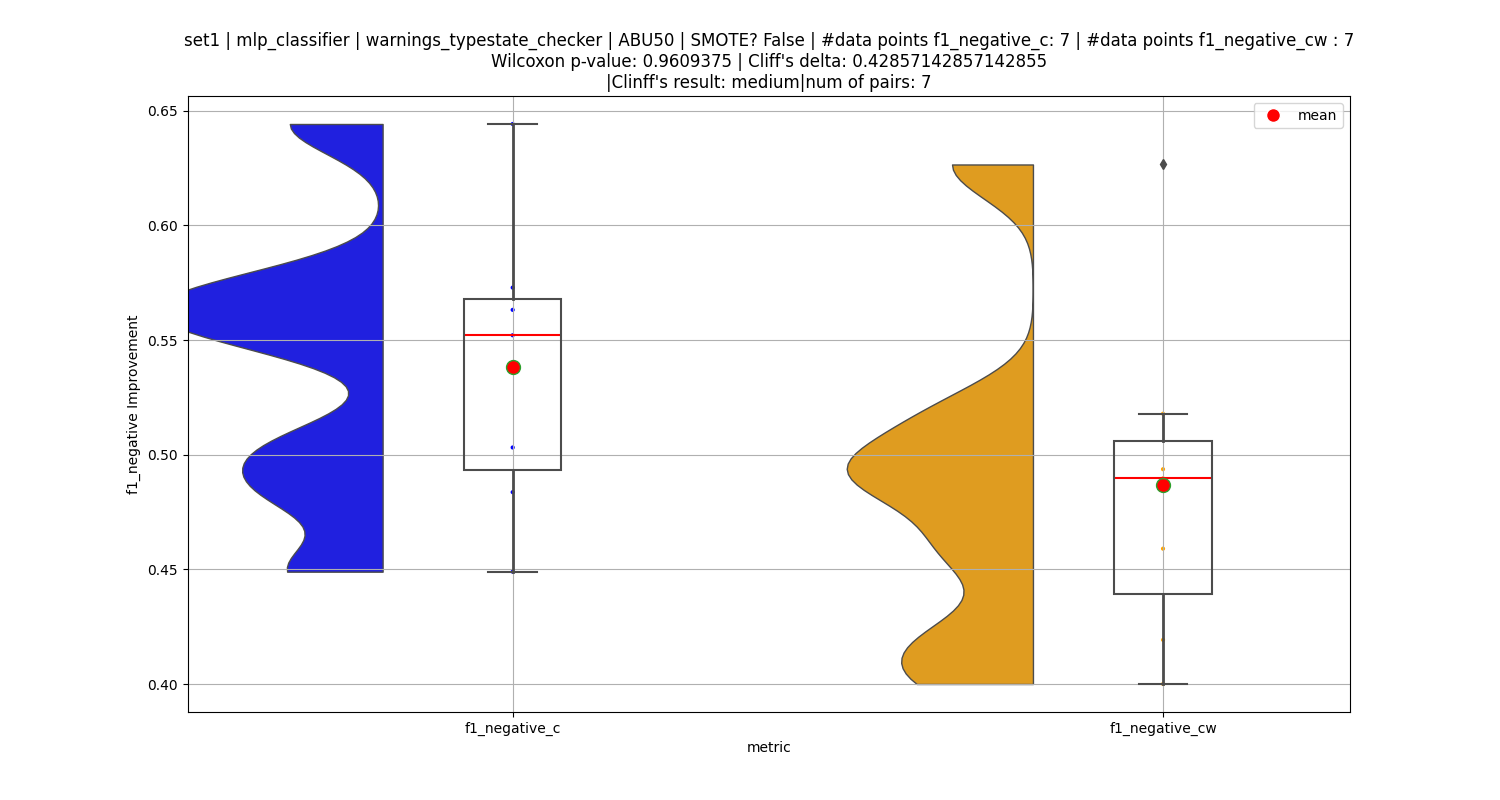 set1 | mlp_classifier | warnings_typestate_checker | ABU50 | SMOTE? False | #data points f1_negative_c: 7 | #data points f1_negative_cw : 7
Wilcoxon p-value: 0.9609375 | Cliff's delta: 0.42857142857142855
|Clinff's result: medium|num of pairs: 7
mean
0.65
0.60
0.55
0.50
0.45
0.40
f1_negative Improvement
f1_negative_c
f1_negative_cw
metric